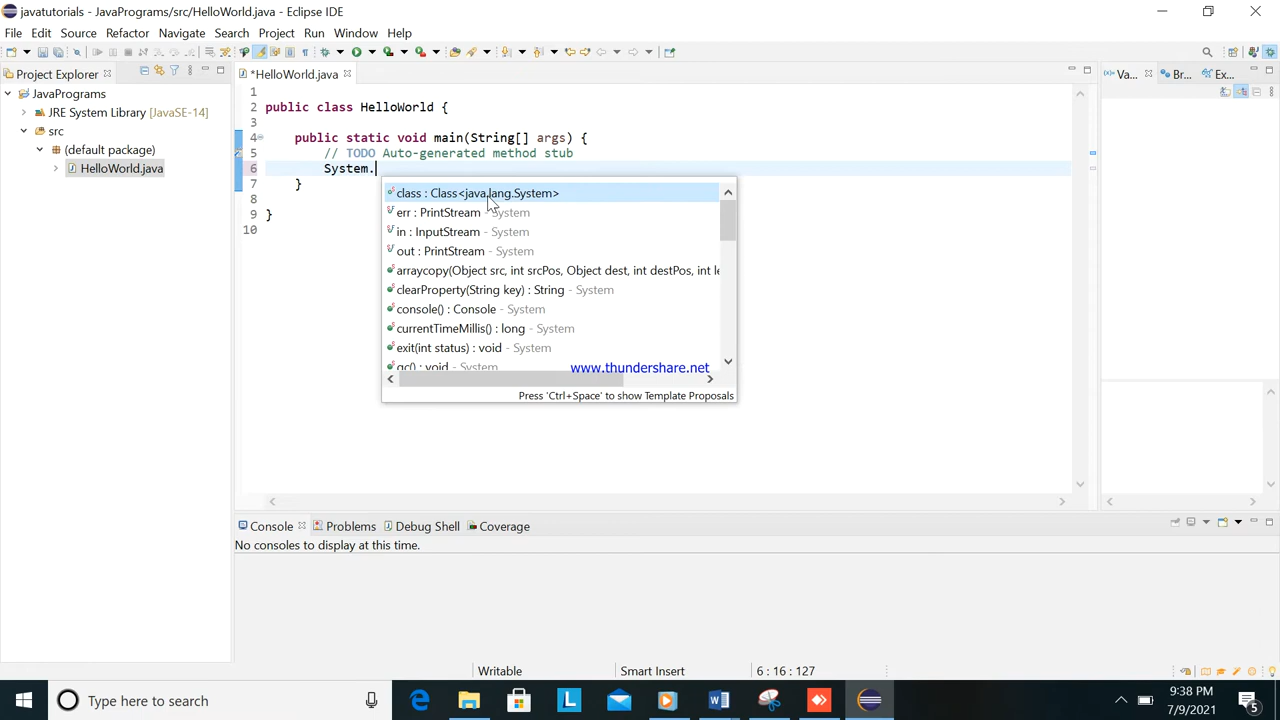 javatutorials - JavaPrograms/src/HelloWorld.java - Eclipse IDE
File Edit Source Refactor Navigate Search Project Run Window Help
Project Explorer
*HelloWorld.java
Va...
Br...
Ex...
JavaPrograms
JRE System Library [JavaSE-14]
src
(default package)
HelloWorld.java
1
2 public class HelloWorld {
4 public static void main(String[] args) {
5 // TODO Auto-generated method stub
6 System.
7 }
8
9 }
10
class : Class<java.lang.System>
err : PrintStream - System
in : InputStream - System
out : PrintStream - System
arraycopy(Object src, int srcPos, Object dest, int destPos, int le
clearProperty(String key) : String - System
console() : Console - System
currentTimeMillis() : long - System
exit(int status) : void - System
gc() : void - System
www.thundershare.net
Press 'Ctrl+Space' to show Template Proposals
Console Problems Debug Shell Coverage
No consoles to display at this time.
Writable Smart Insert 6 : 16 : 127
Type here to search
9:38 PM
7/9/2021
5